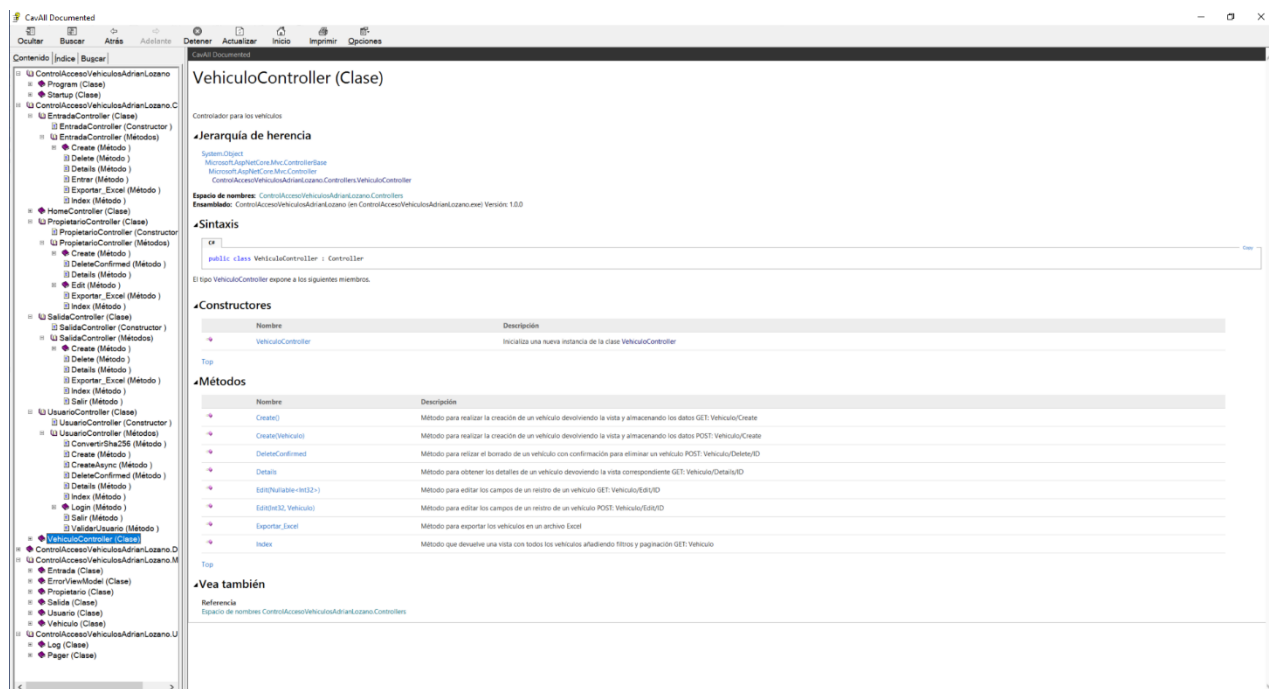 CavAll Documented
Ocultar Buscar Atrás Adelante Detener Actualizar Inicio Imprimir Opciones
Contenido Índice Buscar
ControlAccesoVehiculosAdrianLozano
Program (Clase)
Startup (Clase)
ControlAccesoVehiculosAdrianLozano.C
EntradaController (Clase)
EntradaController (Constructor )
EntradaController (Métodos)
Create (Método )
Delete (Método )
Details (Método )
Entrar (Método )
Exportar_Excel (Método )
Index (Método )
HomeController (Clase)
PropietarioController (Clase)
PropietarioController (Constructor
PropietarioController (Métodos)
Create (Método )
DeleteConfirmed (Método )
Details (Método )
Edit (Método )
Exportar_Excel (Método )
Index (Método )
SalidaController (Clase)
SalidaController (Constructor )
SalidaController (Métodos)
Create (Método )
Delete (Método )
Details (Método )
Exportar_Excel (Método )
Index (Método )
Salir (Método )
UsuarioController (Clase)
UsuarioController (Constructor )
UsuarioController (Métodos)
ConvertirSha256 (Método )
Create (Método )
CreateAsync (Método )
DeleteConfirmed (Método )
Details (Método )
Index (Método )
Login (Método )
Salir (Método )
ValidarUsuario (Método )
VehiculoController (Clase)
ControlAccesoVehiculosAdrianLozano.D
ControlAccesoVehiculosAdrianLozano.M
Entrada (Clase)
ErrorViewModel (Clase)
Propietario (Clase)
Salida (Clase)
Usuario (Clase)
Vehiculo (Clase)
ControlAccesoVehiculosAdrianLozano.U
Log (Clase)
Pager (Clase)
CavAll Documented
VehiculoController (Clase)
Controlador para los vehículos
Jerarquía de herencia
System.Object
Microsoft.AspNetCore.Mvc.ControllerBase
Microsoft.AspNetCore.Mvc.Controller
ControlAccesoVehiculosAdrianLozano.Controllers.VehiculoController
Espacio de nombres: ControlAccesoVehiculosAdrianLozano.Controllers
Ensamblado: ControlAccesoVehiculosAdrianLozano (en ControlAccesoVehiculosAdrianLozano.exe) Versión: 1.0.0
Sintaxis
C#
Copy
public class VehiculoController : Controller
El tipo VehiculoController expone a los siguientes miembros.
Constructores
Nombre Descripción
VehiculoController Inicializa una nueva instancia de la clase VehiculoController
Top
Métodos
Nombre Descripción
Create() Método para realizar la creación de un vehículo devolviendo la vista y almacenando los datos GET: Vehiculo/Create
Create(Vehiculo) Método para realizar la creación de un vehículo devolviendo la vista y almacenando los datos POST: Vehiculo/Create
DeleteConfirmed Método para relizar el borrado de un vehículo con confirmación para eliminar un vehículo POST: Vehiculo/Delete/ID
Details Método para obtener los detalles de un vehículo devoviendo la vista correspondiente GET: Vehiculo/Details/ID
Edit(Nullable<Int32>) Método para editar los campos de un reistro de un vehículo GET: Vehiculo/Edit/ID
Edit(Int32, Vehiculo) Método para editar los campos de un reistro de un vehículo POST: Vehiculo/Edit/ID
Exportar_Excel Método para exportar los vehículos en un archivo Excel
Index Método que devuelve una vista con todos los vehículos añadiendo filtros y paginación GET: Vehiculo
Top
Vea también
Referencia
Espacio de nombres ControlAccesoVehiculosAdrianLozano.Controllers